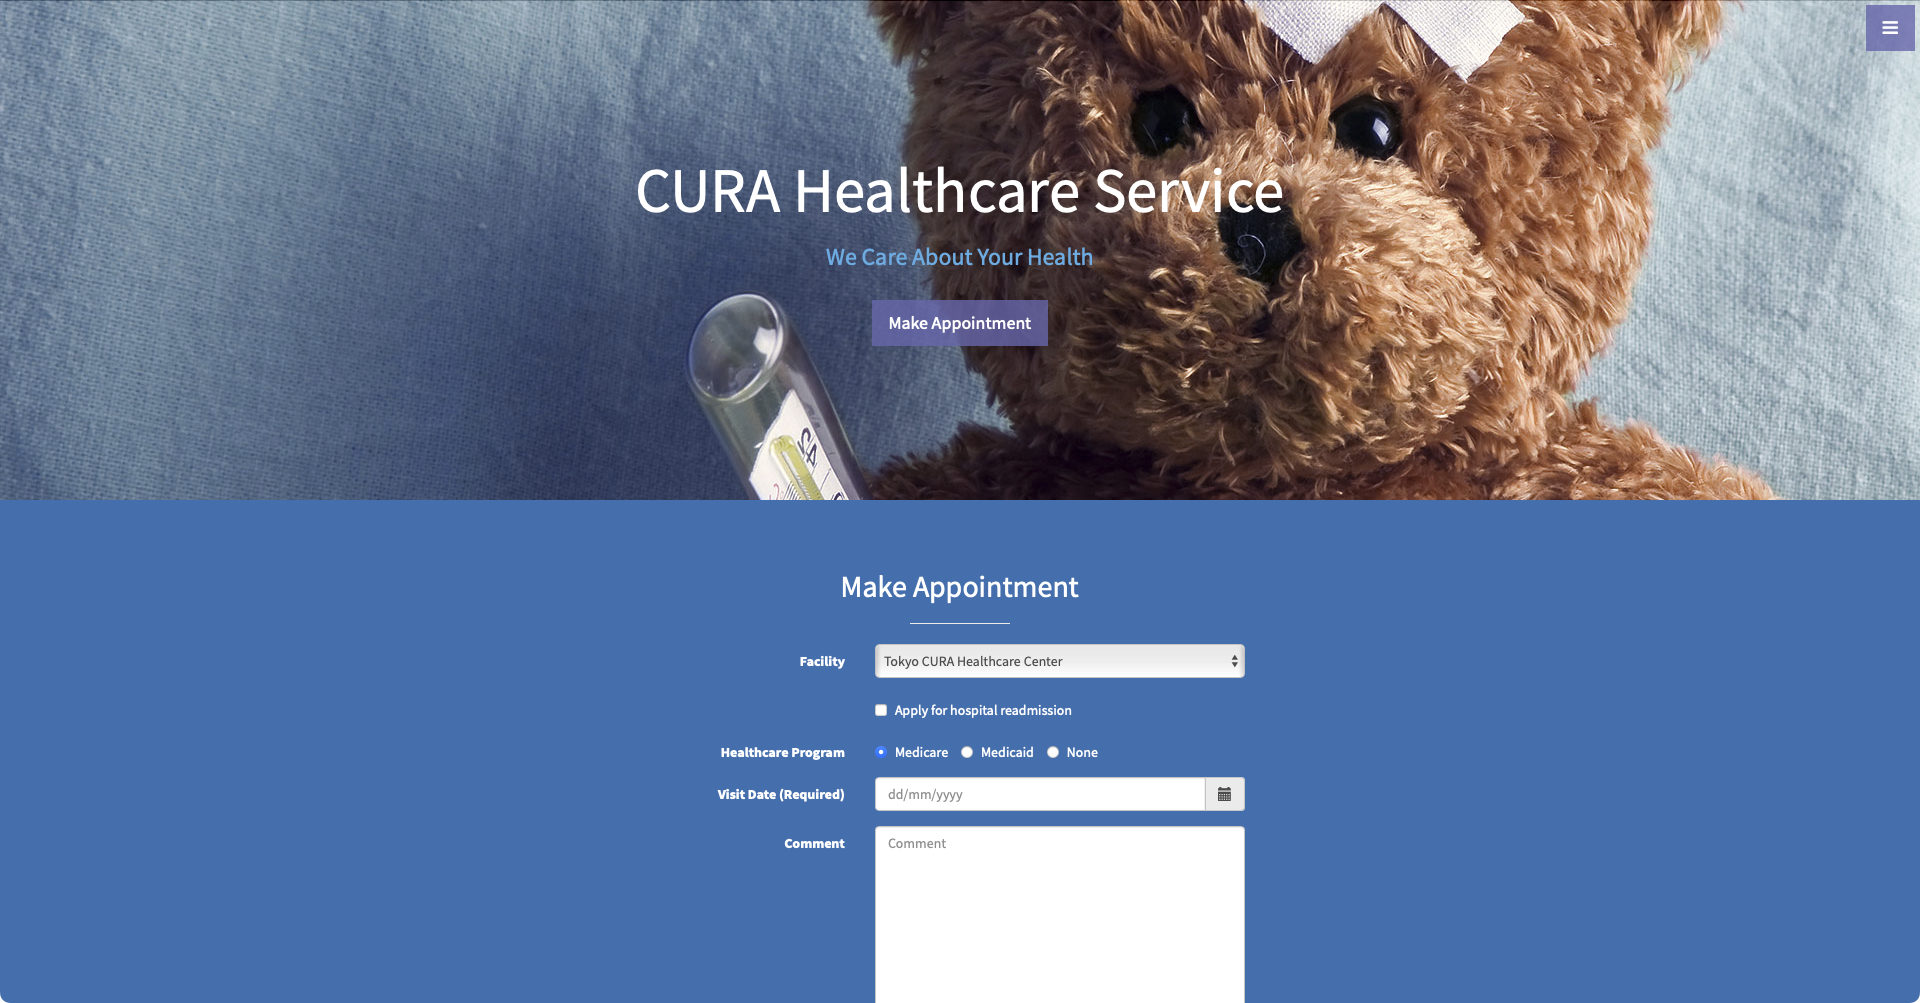 CURA Healthcare Service
We Care About Your Health
Make Appointment
Make Appointment
Facility
Tokyo CURA Healthcare Center
Apply for hospital readmission
Healthcare Program
Medicare
Medicaid
None
Visit Date (Required)
dd/mm/yyyy
Comment
Comment